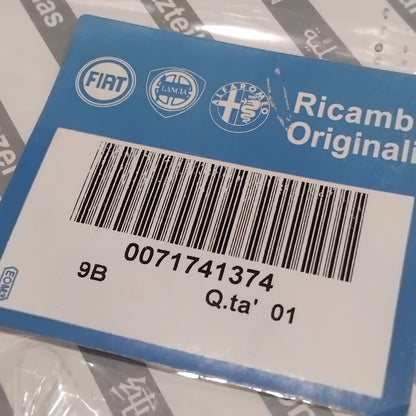 FIAT
LANCIA
ALFA ROMEO
Ricamb
Originali
0071741374
9B
Q.ta' 01